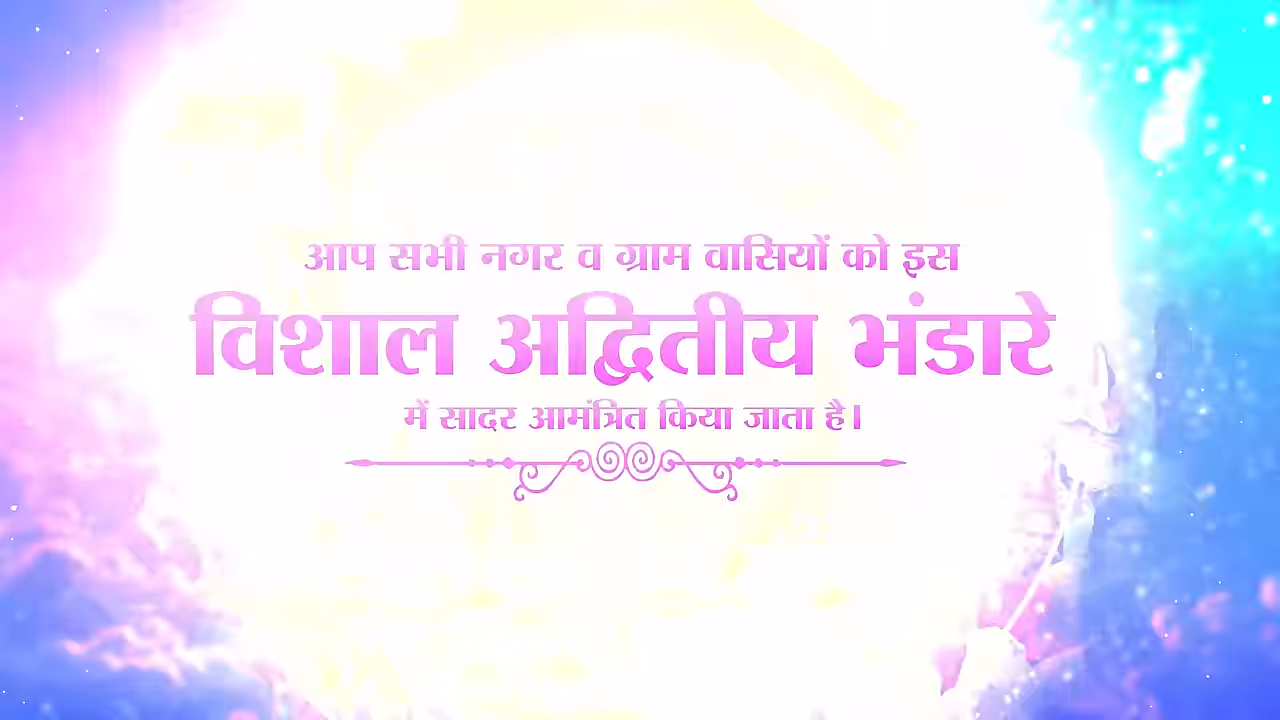 आप सभी नगर व ग्राम वासियों को इस
विशाल अद्वितीय भंडारे
में सादर आमंत्रित किया जाता है।